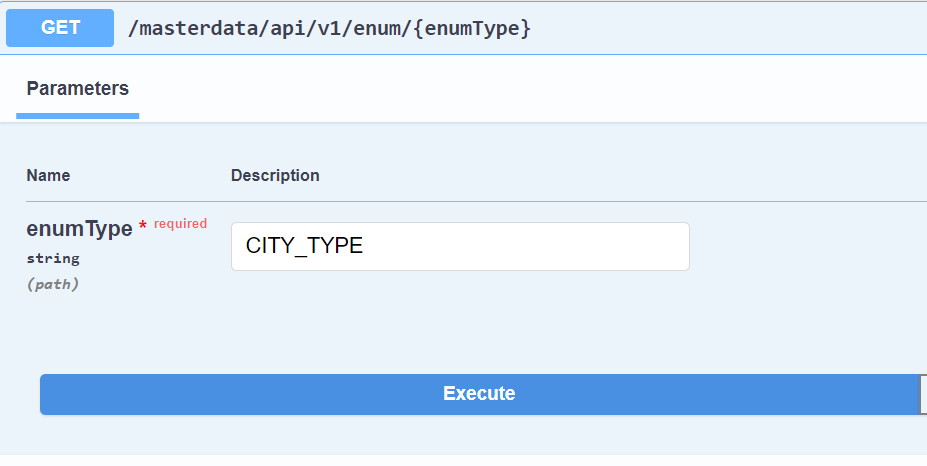 GET /masterdata/api/v1/enum/{enumType}
Parameters
Name Description
enumType * required
CITY_TYPE
string
(path)
Execute